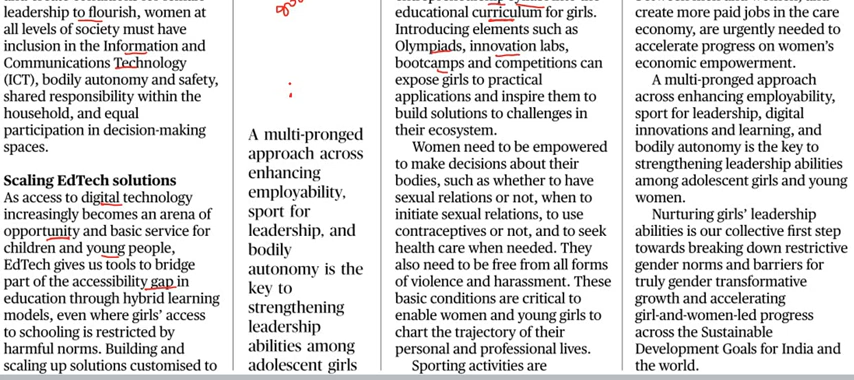 leadership to flourish, women at
all levels of society must have
inclusion in the Information and
Communications Technology
(ICT), bodily autonomy and safety,
shared responsibility within the
household, and equal
participation in decision-making
spaces.
Scaling EdTech solutions
As access to digital technology
increasingly becomes an arena of
opportunity and basic service for
children and young people,
EdTech gives us tools to bridge
part of the accessibility gap in
education through hybrid learning
models, even where girls' access
to schooling is restricted by
harmful norms. Building and
scaling up solutions customised to
A multi-pronged
approach across
enhancing
employability,
sport for
leadership, and
bodily
autonomy is the
key to
strengthening
leadership
abilities among
adolescent girls
educational curriculum for girls.
Introducing elements such as
Olympiads, innovation labs,
bootcamps and competitions can
expose girls to practical
applications and inspire them to
build solutions to challenges in
their ecosystem.
Women need to be empowered
to make decisions about their
bodies, such as whether to have
sexual relations or not, when to
initiate sexual relations, to use
contraceptives or not, and to seek
health care when needed. They
also need to be free from all forms
of violence and harassment. These
basic conditions are critical to
enable women and young girls to
chart the trajectory of their
personal and professional lives.
Sporting activities are
create more paid jobs in the care
economy, are urgently needed to
accelerate progress on women's
economic empowerment.
A multi-pronged approach
across enhancing employability,
sport for leadership, digital
innovations and learning, and
bodily autonomy is the key to
strengthening leadership abilities
among adolescent girls and young
women.
Nurturing girls' leadership
abilities is our collective first step
towards breaking down restrictive
gender norms and barriers for
truly gender transformative
growth and accelerating
girl-and-women-led progress
across the Sustainable
Development Goals for India and
the world.